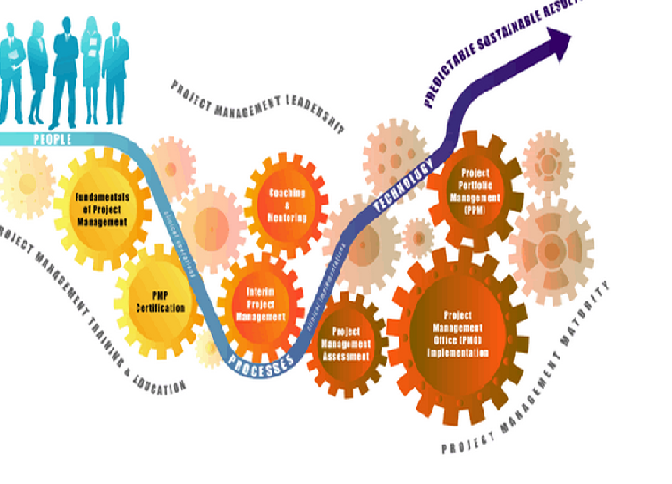 PREDICTABLE SUSTAINABLE RESULTS
PROJECT MANAGEMENT LEADERSHIP
PEOPLE
Fundamentals
of Project
Management
Coaching
&
Mentoring
TECHNOLOGY
Project
Portfolio
Management
(PPM)
PMP
Certification
Interim
Project
Management
PROCESSES
Project
Management
Assessment
Project
Management
Office (PMO)
Implementation
PROJECT MANAGEMENT TRAINING & EDUCATION
PROJECT MANAGEMENT MATURITY